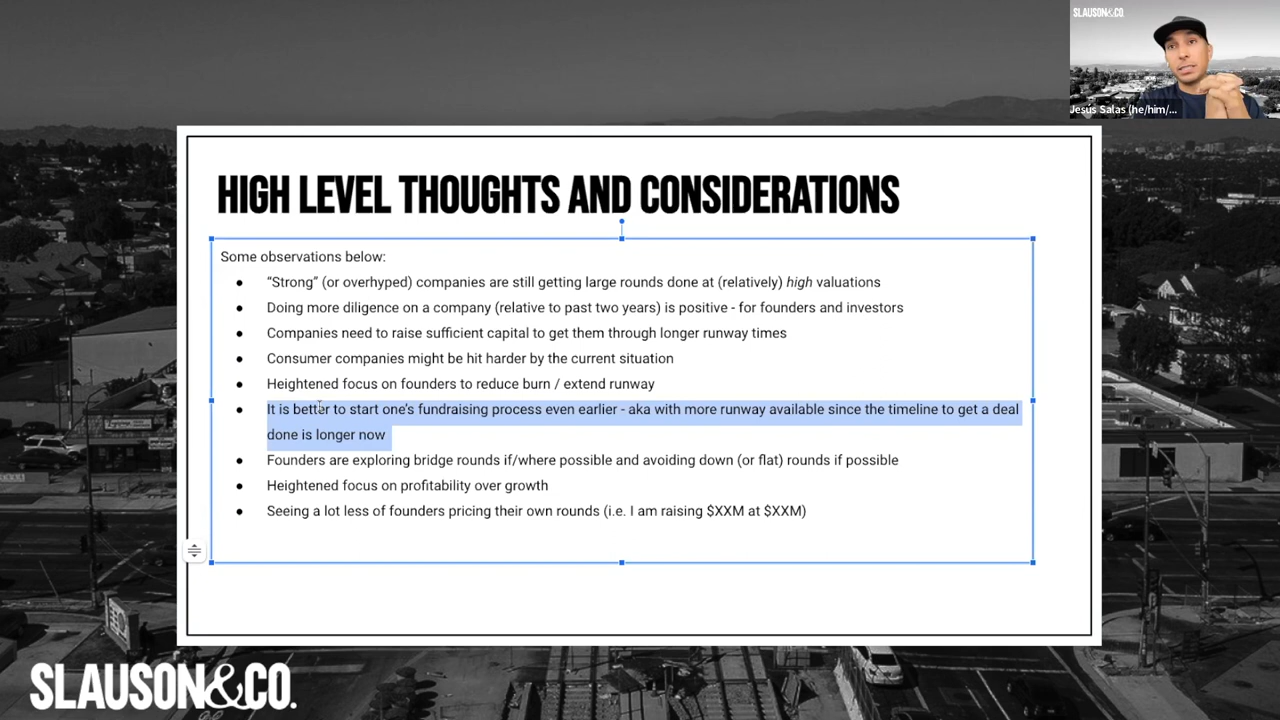 SLAUSON&CO.
Jesús Salas (he/him/...
HIGH LEVEL THOUGHTS AND CONSIDERATIONS
Some observations below:
● “Strong” (or overhyped) companies are still getting large rounds done at (relatively) high valuations
● Doing more diligence on a company (relative to past two years) is positive - for founders and investors
● Companies need to raise sufficient capital to get them through longer runway times
● Consumer companies might be hit harder by the current situation
● Heightened focus on founders to reduce burn / extend runway
● It is better to start one’s fundraising process even earlier - aka with more runway available since the timeline to get a deal
done is longer now
● Founders are exploring bridge rounds if/where possible and avoiding down (or flat) rounds if possible
● Heightened focus on profitability over growth
● Seeing a lot less of founders pricing their own rounds (i.e. I am raising $XXM at $XXM)
SLAUSON&CO.